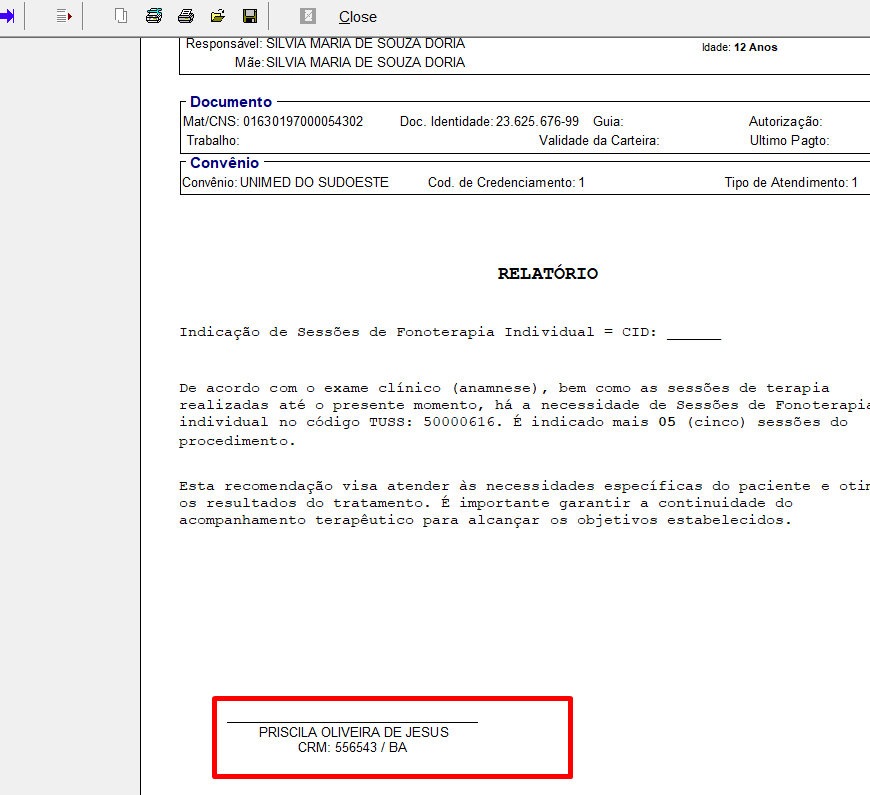 Close
Responsável: SILVIA MARIA DE SOUZA DORIA
Idade: 12 Anos
Mãe: SILVIA MARIA DE SOUZA DORIA
Documento
Mat/CNS: 01630197000054302 Doc. Identidade: 23.625.676-99 Guia: Autorização:
Trabalho: Validade da Carteira: Ultimo Pagto:
Convênio
Convênio: UNIMED DO SUDOESTE Cod. de Credenciamento: 1 Tipo de Atendimento: 1
RELATÓRIO
Indicação de Sessões de Fonoterapia Individual = CID: ______
De acordo com o exame clínico (anamnese), bem como as sessões de terapia
realizadas até o presente momento, há a necessidade de Sessões de Fonoterapia
individual no código TUSS: 50000616. É indicado mais 05 (cinco) sessões do
procedimento.
Esta recomendação visa atender às necessidades específicas do paciente e
os resultados do tratamento. É importante garantir a continuidade do
acompanhamento terapêutico para alcançar os objetivos estabelecidos.
PRISCILA OLIVEIRA DE JESUS
CRM: 556543 / BA